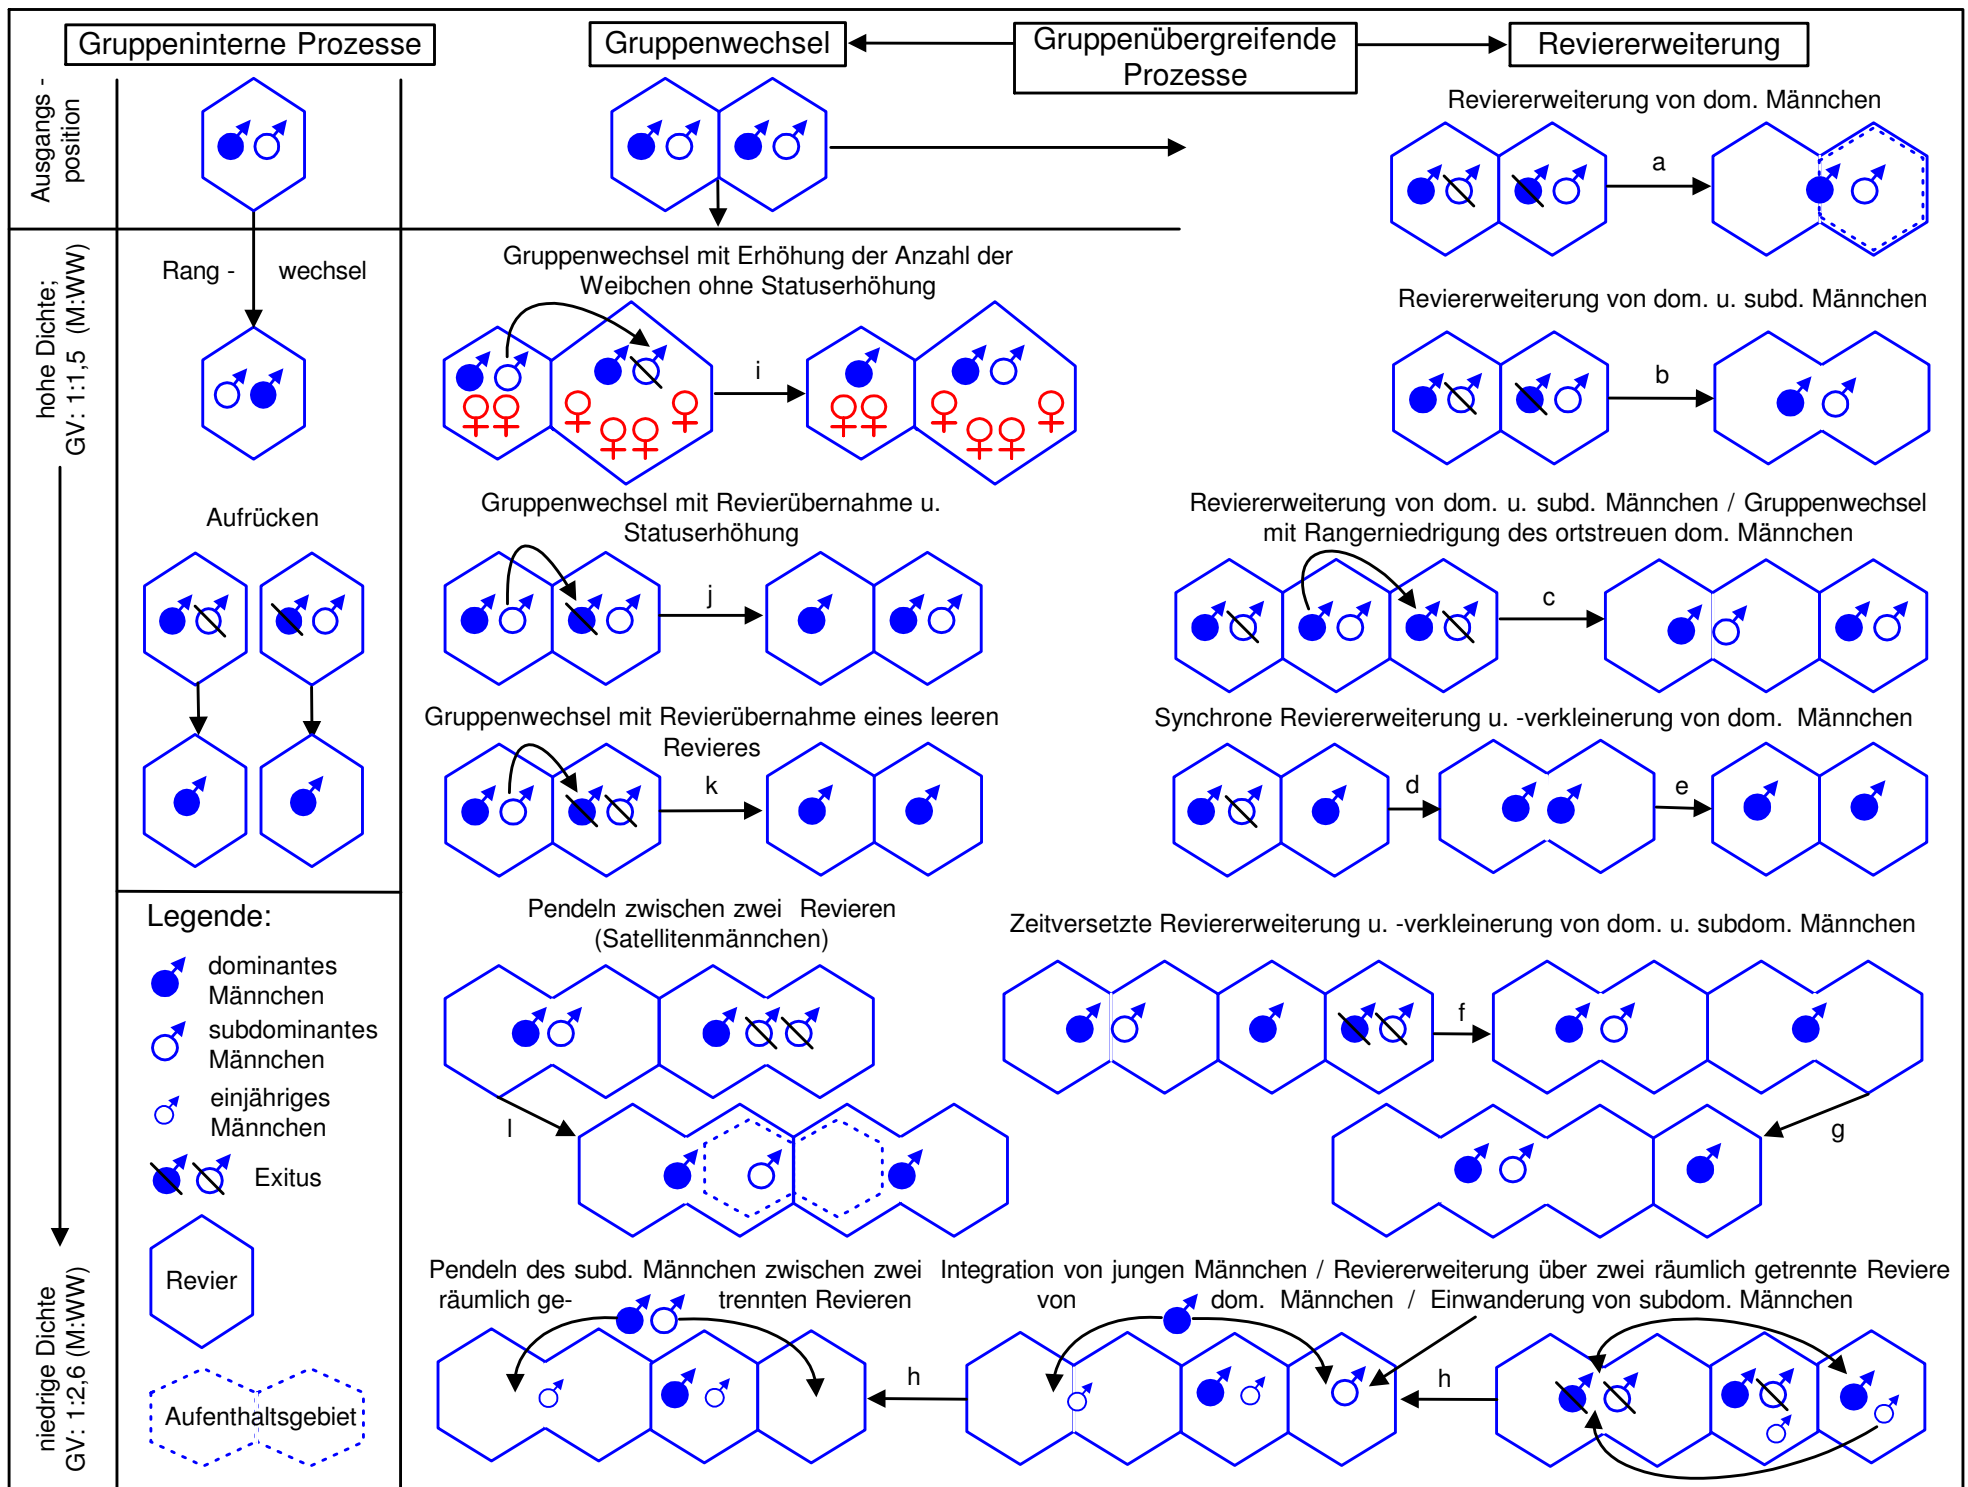 Gruppeninterne Prozesse
Gruppenwechsel
Gruppenübergreifende
Prozesse
Reviererweiterung
Ausgangs -
position
Reviererweiterung von dom. Männchen
a
hohe Dichte;
GV: 1:1,5 (M:WW)
Rang - wechsel
Gruppenwechsel mit Erhöhung der Anzahl der
Weibchen ohne Statuserhöhung
i
Reviererweiterung von dom. u. subd. Männchen
b
Aufrücken
Gruppenwechsel mit Revierübernahme u.
Statuserhöhung
j
Reviererweiterung von dom. u. subd. Männchen / Gruppenwechsel
mit Rangerniedrigung des ortstreuen dom. Männchen
c
Gruppenwechsel mit Revierübernahme eines leeren
Revieres
k
Synchrone Reviererweiterung u. -verkleinerung von dom. Männchen
d
e
Pendeln zwischen zwei Revieren
(Satellitenmännchen)
l
Zeitversetzte Reviererweiterung u. -verkleinerung von dom. u. subdom. Männchen
f
g
Legende:
dominantes
Männchen
subdominantes
Männchen
einjähriges
Männchen
Exitus
Revier
Aufenthaltsgebiet
niedrige Dichte
GV: 1:2,6 (M:WW)
Pendeln des subd. Männchen zwischen zwei
räumlich ge- trennten Revieren
h
Integration von jungen Männchen / Reviererweiterung über zwei räumlich getrennte Reviere
von dom. Männchen / Einwanderung von subdom. Männchen
h